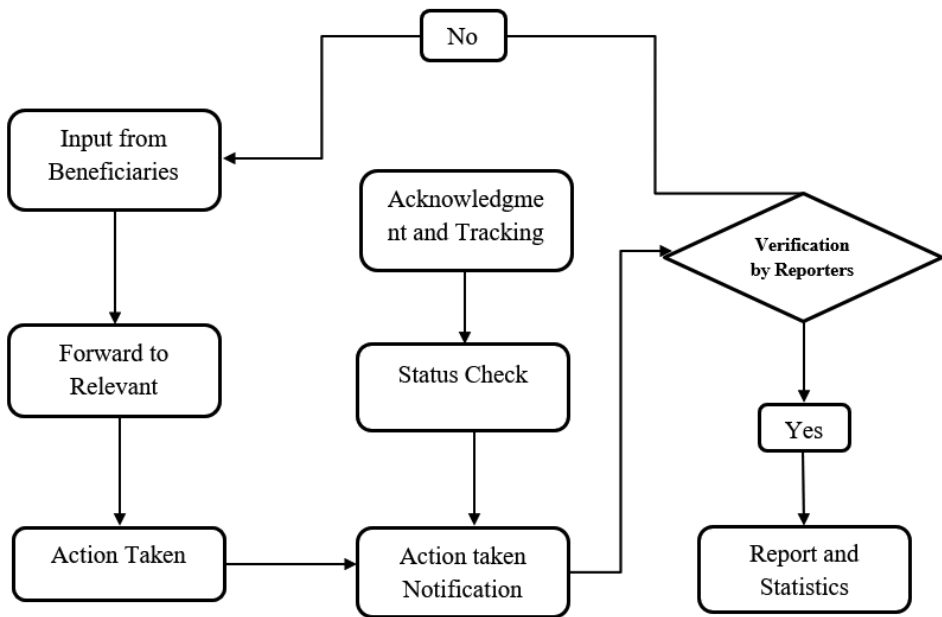 No
Input from
Beneficiaries
Acknowledgme
nt and Tracking
Verification
by Reporters
Forward to
Relevant
Status Check
Yes
Action Taken
Action taken
Notification
Report and
Statistics